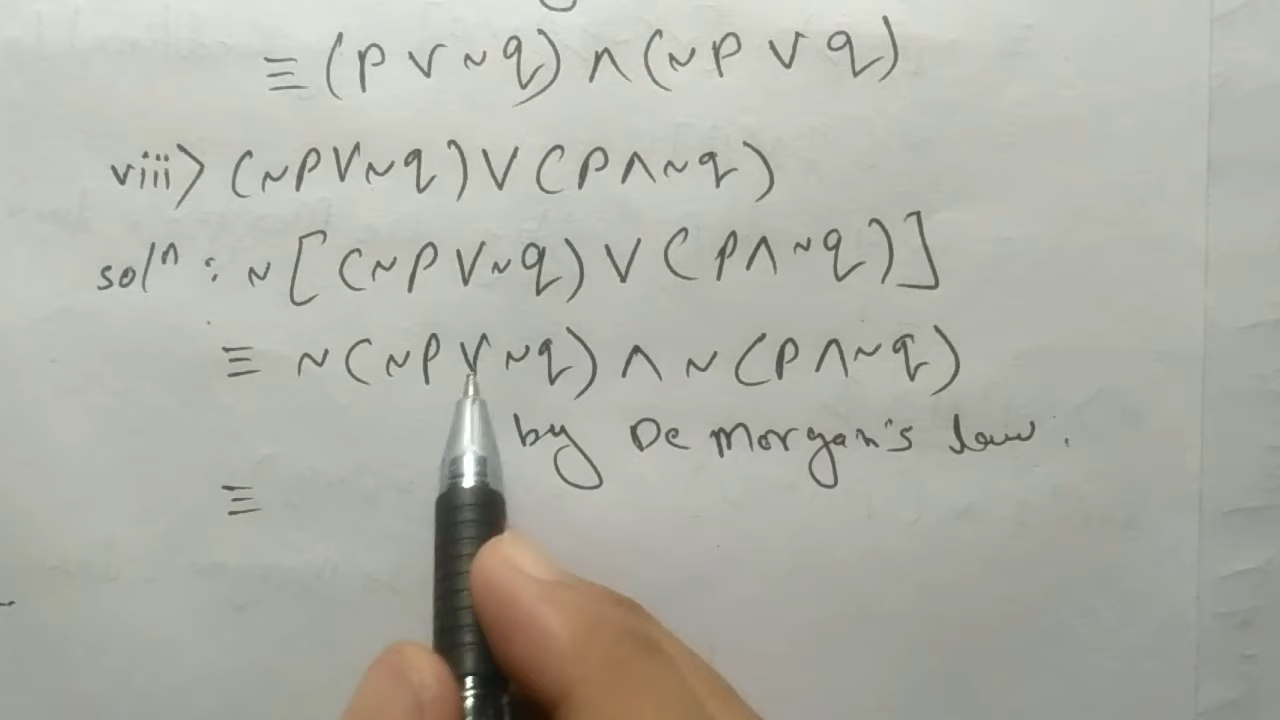 ≡ (p ∨ ~q) ∧ (~p ∨ q)
viii> (~p∨~q)∨(p∧~q)
solⁿ : ~[(~p∨~q)∨(p∧~q)]
≡ ~(~p∨~q) ∧ ~(p∧~q)
by De morgan's law.
≡